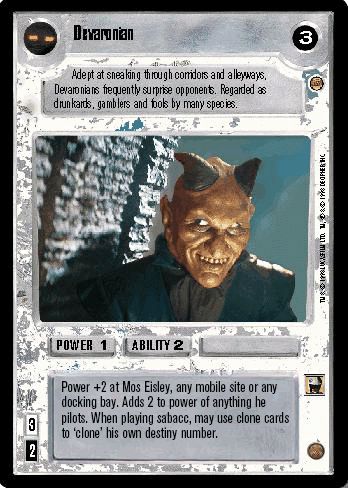 Devaronian
3
Adept at sneaking through corridors and alleyways,
Devaronians frequently surprise opponents. Regarded as
drunkards, gamblers and fools by many species.
POWER 1
ABILITY 2
Power +2 at Mos Eisley, any mobile site or any
docking bay. Adds 2 to power of anything he
pilots. When playing sabacc, may use clone cards
to 'clone' his own destiny number.
3
2